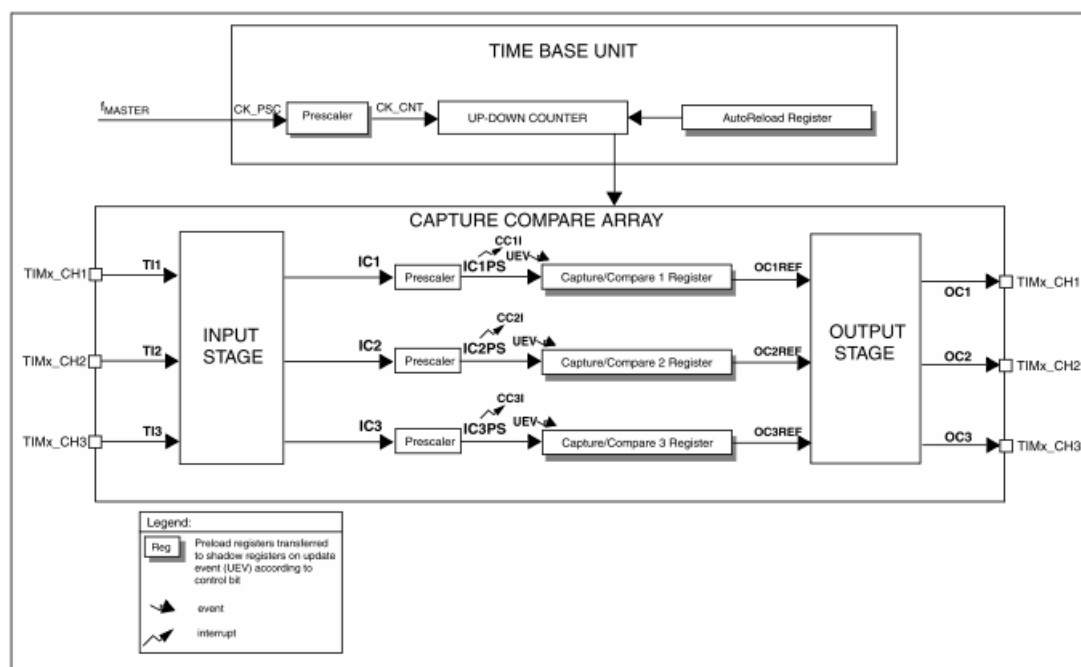 TIME BASE UNIT
fMASTER
CK_PSC
Prescaler
CK_CNT
UP-DOWN COUNTER
AutoReload Register
CAPTURE COMPARE ARRAY
TIMx_CH1
TI1
INPUT
STAGE
IC1
Prescaler
IC1PS
CC1I
UEV
Capture/Compare 1 Register
OC1REF
OUTPUT
STAGE
OC1
TIMx_CH1
TIMx_CH2
TI2
IC2
Prescaler
IC2PS
CC2I
UEV
Capture/Compare 2 Register
OC2REF
OC2
TIMx_CH2
TIMx_CH3
TI3
IC3
Prescaler
IC3PS
CC3I
UEV
Capture/Compare 3 Register
OC3REF
OC3
TIMx_CH3
Legend:
Reg
Preload registers transferred
to shadow registers on update
event (UEV) according to
control bit
event
interrupt